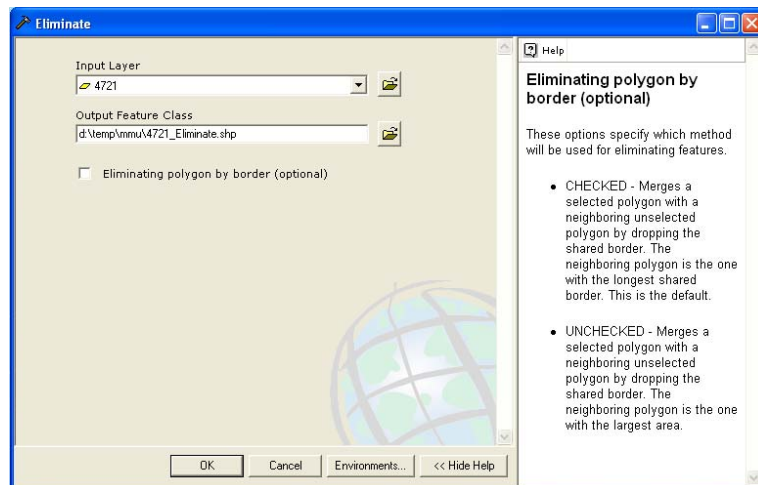 Eliminate
Input Layer
4721
Output Feature Class
d:\temp\mmu\4721_Eliminate.shp
Eliminating polygon by border (optional)
OK
Cancel
Environments...
<< Hide Help
Help
Eliminating polygon by
border (optional)
These options specify which method
will be used for eliminating features.
• CHECKED - Merges a
selected polygon with a
neighboring unselected
polygon by dropping the
shared border. The
neighboring polygon is the one
with the longest shared
border. This is the default.
• UNCHECKED - Merges a
selected polygon with a
neighboring unselected
polygon by dropping the
shared border. The
neighboring polygon is the one
with the largest area.